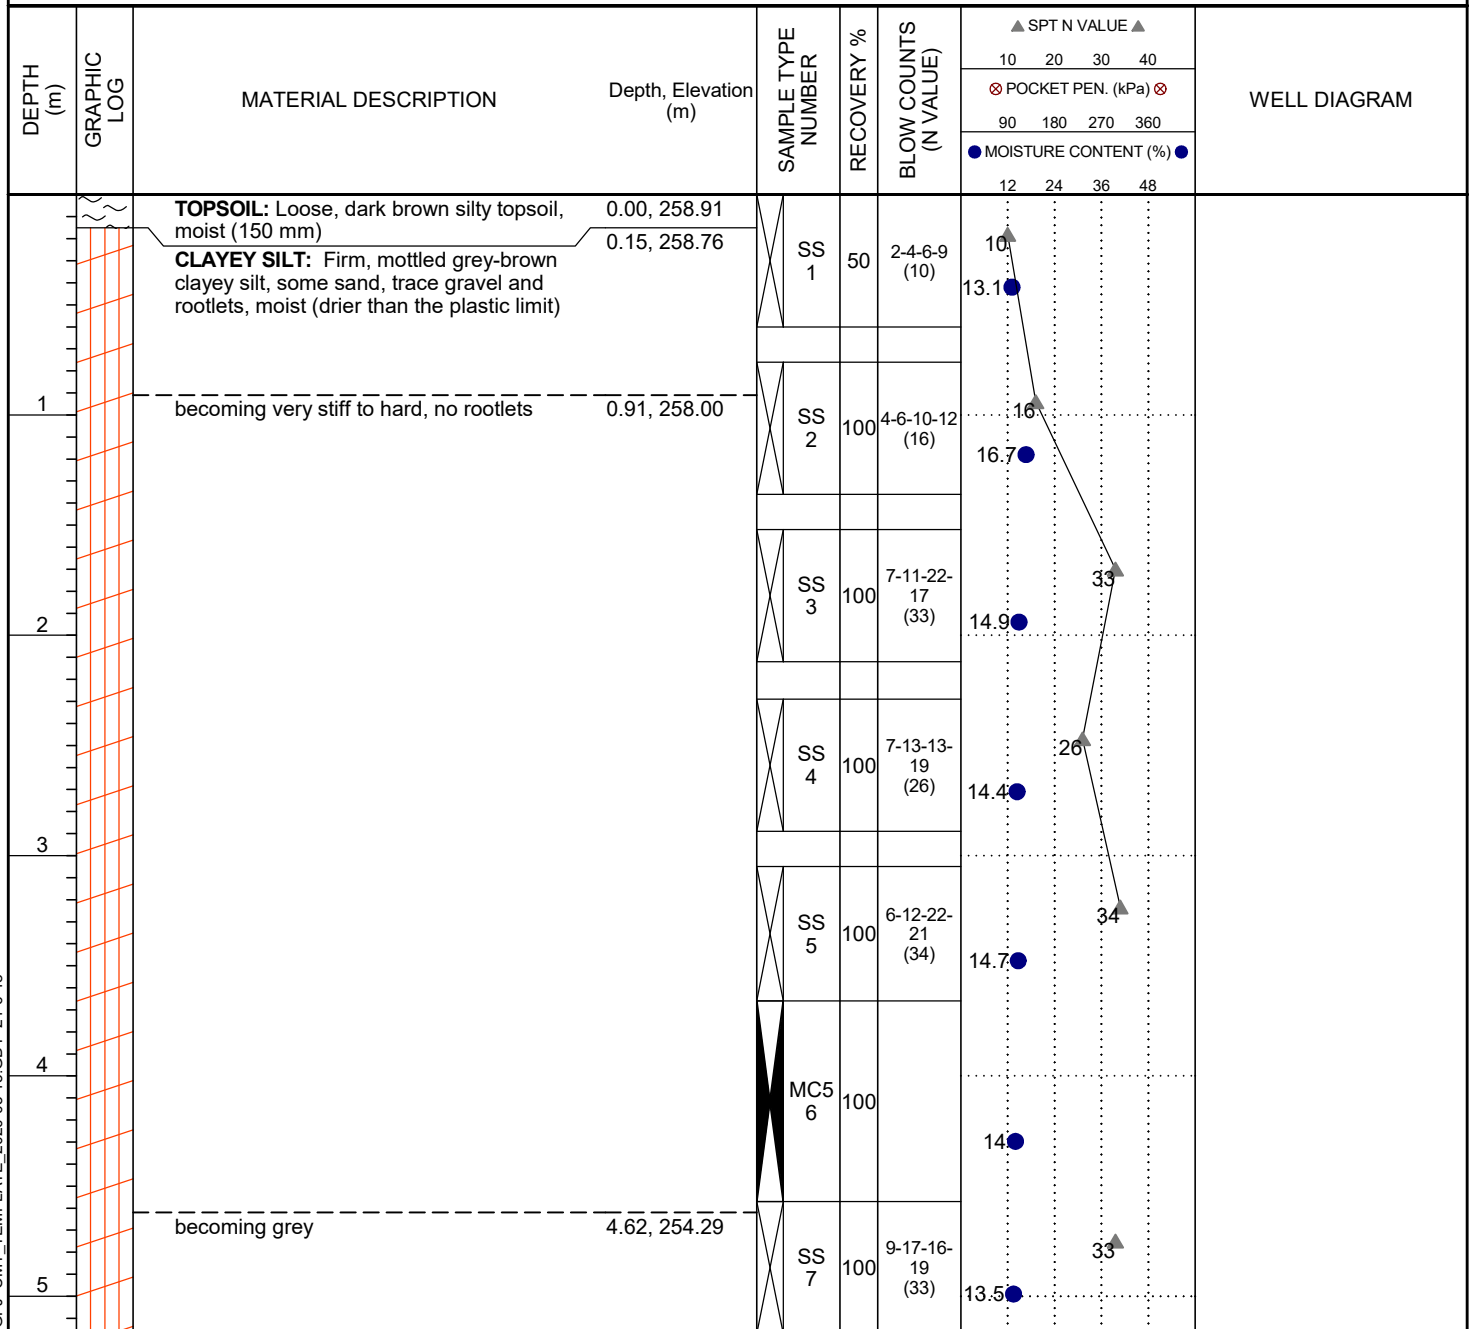 DEPTH
(m)
GRAPHIC
LOG
MATERIAL DESCRIPTION
Depth, Elevation
(m)
SAMPLE TYPE
NUMBER
RECOVERY %
BLOW COUNTS
(N VALUE)
SPT N VALUE
10 20 30 40
POCKET PEN. (kPa)
90 180 270 360
MOISTURE CONTENT (%)
12 24 36 48
WELL DIAGRAM
TOPSOIL: Loose, dark brown silty topsoil,
moist (150 mm)
0.00, 258.91
0.15, 258.76
CLAYEY SILT: Firm, mottled grey-brown
clayey silt, some sand, trace gravel and
rootlets, moist (drier than the plastic limit)
SS
1
50
2-4-6-9
(10)
10
13.1
1
becoming very stiff to hard, no rootlets
0.91, 258.00
SS
2
100
4-6-10-12
(16)
16
16.7
SS
3
100
7-11-22-
17
(33)
33
2
14.9
SS
4
100
7-13-13-
19
(26)
26
14.4
3
SS
5
100
6-12-22-
21
(34)
34
14.7
4
MC5
6
100
14
becoming grey
4.62, 254.29
SS
7
100
9-17-16-
19
(33)
33
5
13.5